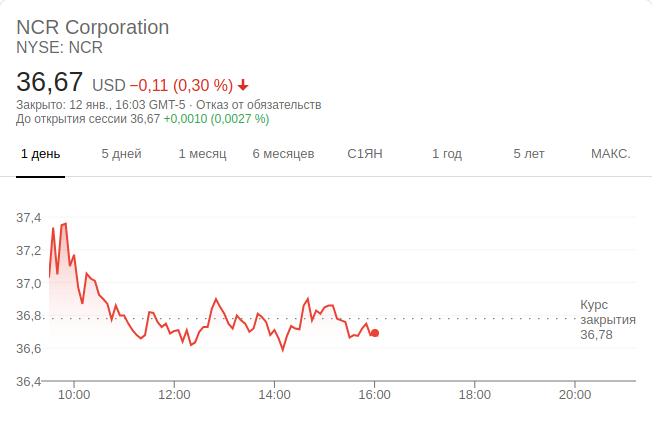 NCR Corporation
NYSE: NCR
36,67 USD −0,11 (0,30 %)
Закрыто: 12 янв., 16:03 GMT-5 · Отказ от обязательств
До открытия сессии 36,67 +0,0010 (0,0027 %)
1 день 5 дней 1 месяц 6 месяцев С1ЯН 1 год 5 лет МАКС.
37,4
37,2
37,0
36,8
36,6
36,4
Курс
закрытия
36,78
10:00 12:00 14:00 16:00 18:00 20:00